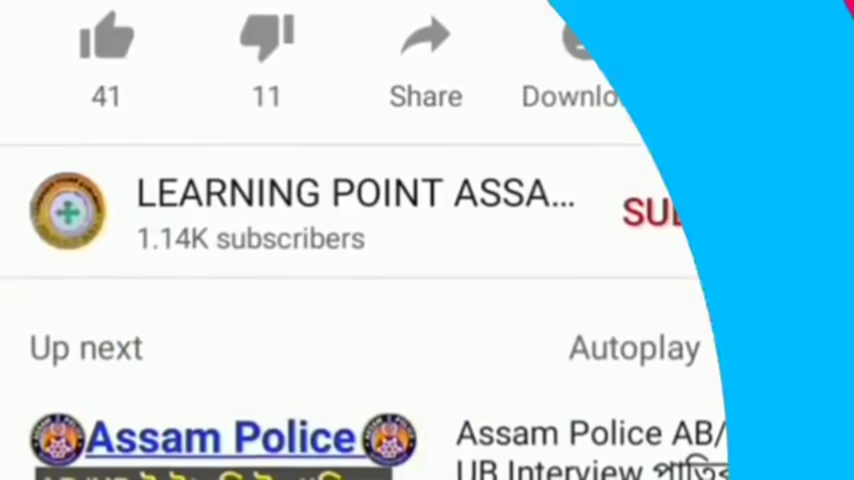 41
11
Share
Downlo
LEARNING POINT ASSA...
1.14K subscribers
SUB
Up next
Autoplay
Assam Police
Assam Police AB/
UB Interview